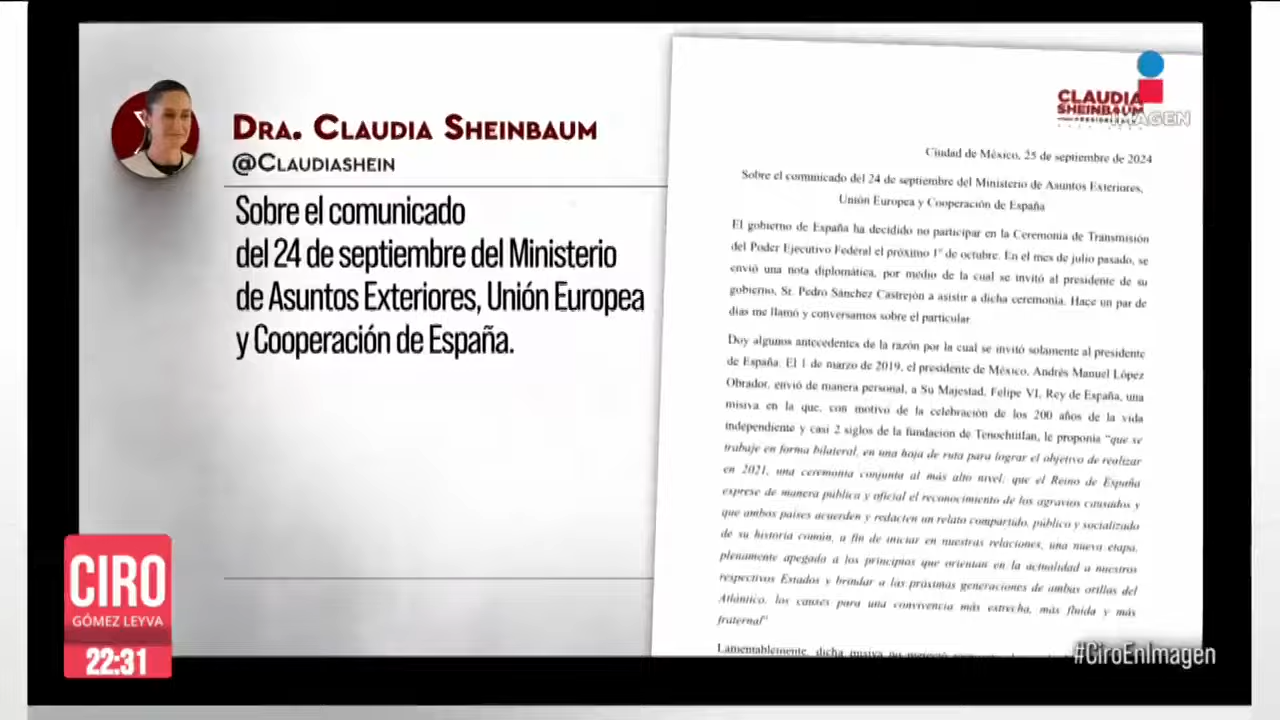 DRA. CLAUDIA SHEINBAUM
@CLAUDIASHEIN
Sobre el comunicado
del 24 de septiembre del Ministerio
de Asuntos Exteriores, Unión Europea
y Cooperación de España.
CLAUDIA
SHEINBAUM
IMAGEN
Ciudad de México, 25 de septiembre de 2024
Sobre el comunicado del 24 de septiembre del Ministerio de Asuntos Exteriores,
Unión Europea y Cooperación de España
El gobierno de España ha decidido no participar en la Ceremonia de Transmisión
del Poder Ejecutivo Federal el próximo 1° de octubre. En el mes de julio pasado, se
envió una nota diplomática, por medio de la cual se invitó al presidente de su
gobierno, Sr. Pedro Sánchez Castrejón a asistir a dicha ceremonia. Hace un par de
días me llamó y conversamos sobre el particular
Doy algunos antecedentes de la razón por la cual se invitó solamente al presidente
de España. El 1 de marzo de 2019, el presidente de México, Andrés Manuel López
Obrador, envió de manera personal, a Su Majestad, Felipe VI, Rey de España, una
misiva en la que, con motivo de la celebración de los 200 años de la vida
independiente y casi 2 siglos de la fundación de Tenochtitlan, le proponía "que se
trabaje en forma bilateral, en una hoja de ruta para lograr el objetivo de realizar
en 2021, una ceremonia conjunta al más alto nivel; que el Reino de España
exprese de manera pública y oficial el reconocimiento de los agravios causados y
que ambos países acuerden y redacten un relato compartido, público y socializado
de su historia común, a fin de iniciar en nuestras relaciones, una nueva etapa,
plenamente apegada a los principios que orientan en la actualidad a nuestros
respectivos Estados y brindar a las próximas generaciones de ambas orillas del
Atlántico, los causes para una convivencia más estrecha, más fluida y más
fraternal"
Lamentablemente, dicha misiva no
CIRO
GÓMEZ LEYVA
22:31
#CiroEnImagen